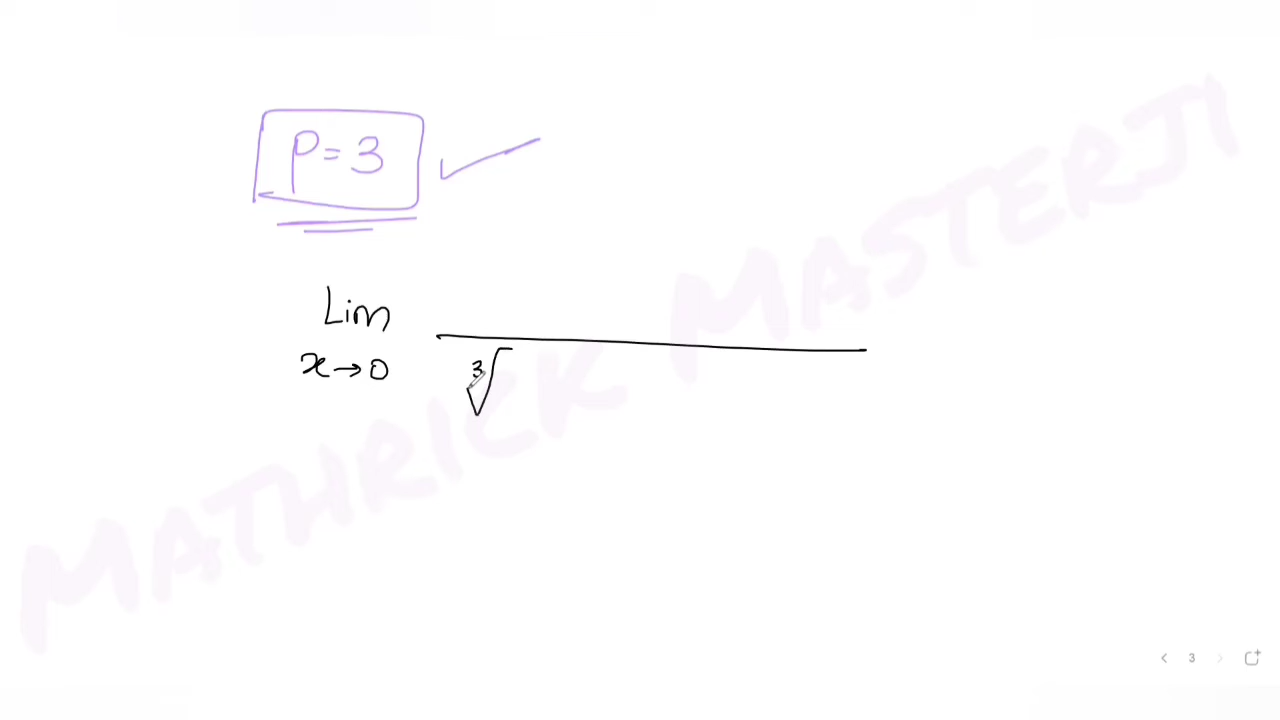 P=3
Lim
x→0
3√
MATHRICK MASTERJI
< 3 >